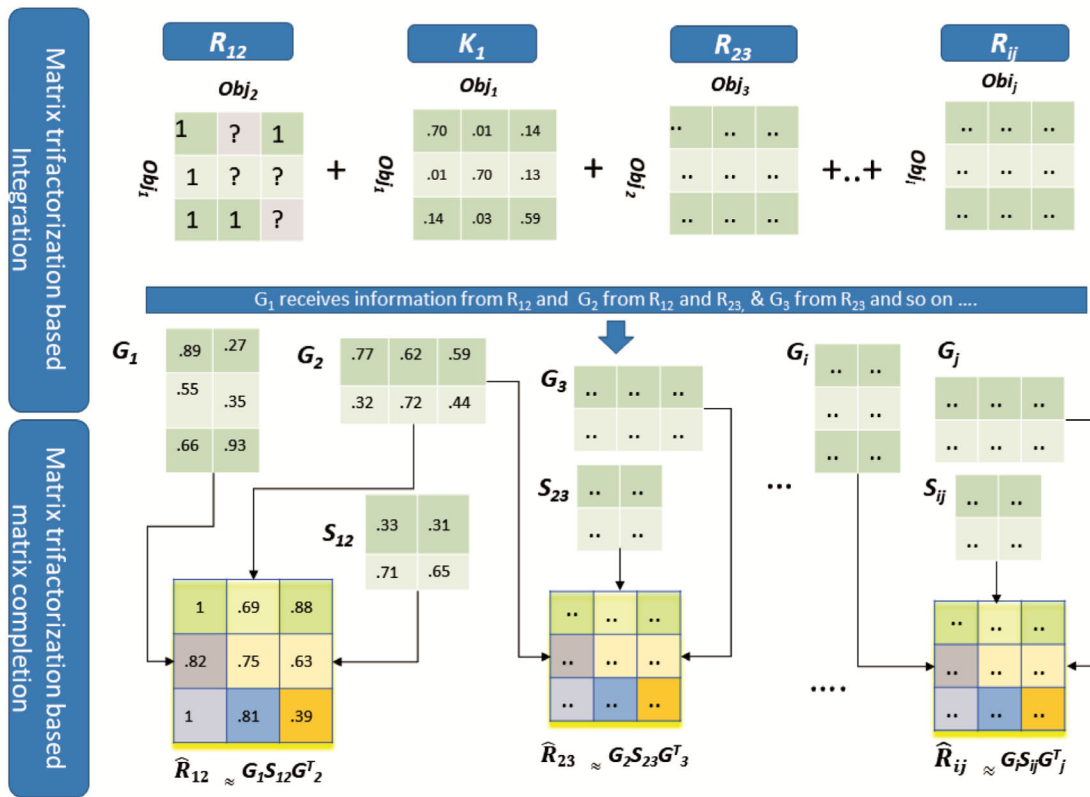 Matrix trifactorization based
Integration
R12
K1
R23
Rij
Obj2
Obj1
Obj3
Obij
Obj1
1 ? 1
1 ? ?
1 1 ?
+
Obj1
.70 .01 .14
.01 .70 .13
.14 .03 .59
+
Obj2
.. .. ..
.. .. ..
.. .. ..
+..+
Obji
.. .. ..
.. .. ..
.. .. ..
G1 receives information from R12 and G2 from R12 and R23, & G3 from R23 and so on ....
G1
.89 .27
.55 .35
.66 .93
G2
.77 .62 .59
.32 .72 .44
G3
.. .. ..
.. .. ..
Gi
.. ..
.. ..
.. ..
Gj
.. .. ..
.. .. ..
Matrix trifactorization based
matrix completion
S12
.33 .31
.71 .65
S23
.. ..
.. ..
...
Sij
.. ..
.. ..
1 .69 .88
.82 .75 .63
1 .81 .39
.. .. ..
.. .. ..
.. .. ..
....
.. .. ..
.. .. ..
.. .. ..
R̂12 ≈ G1S12GT2
R̂23 ≈ G2S23GT3
R̂ij ≈ GiSijGTj